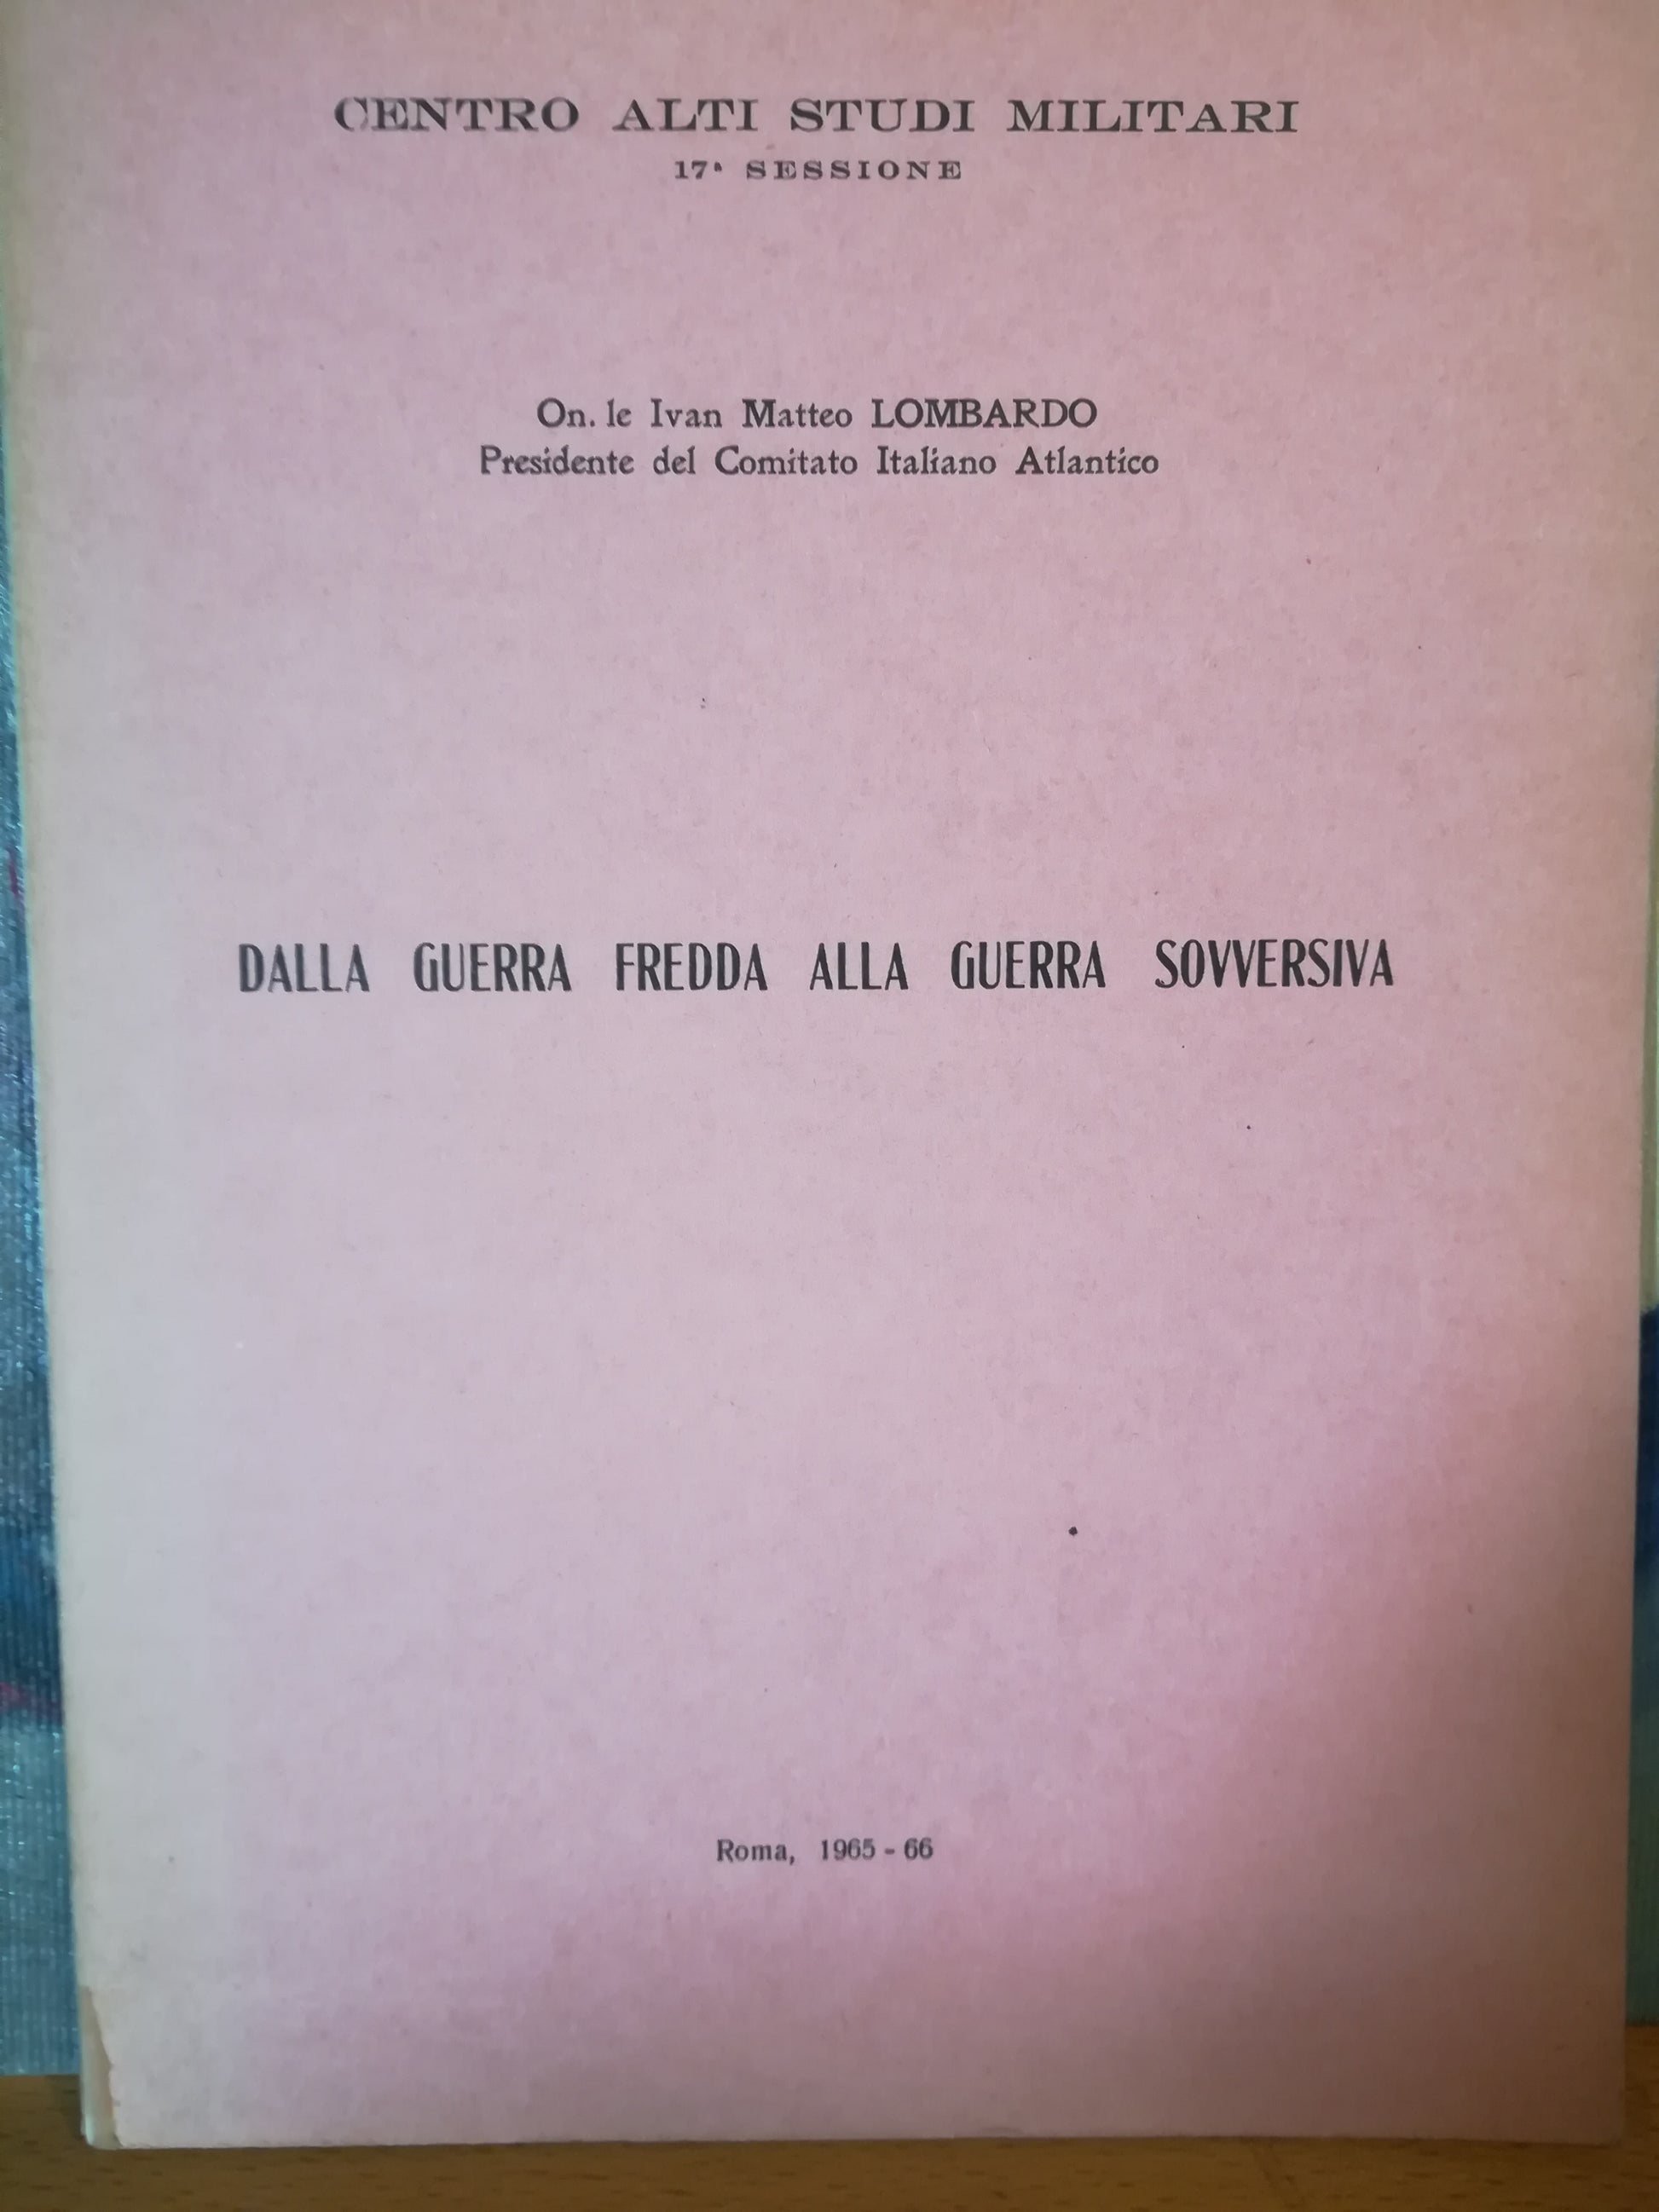 CENTRO ALTI STUDI MILITARI
17ª SESSIONE
On. le Ivan Matteo LOMBARDO
Presidente del Comitato Italiano Atlantico
DALLA GUERRA FREDDA ALLA GUERRA SOVVERSIVA
Roma, 1965 - 66